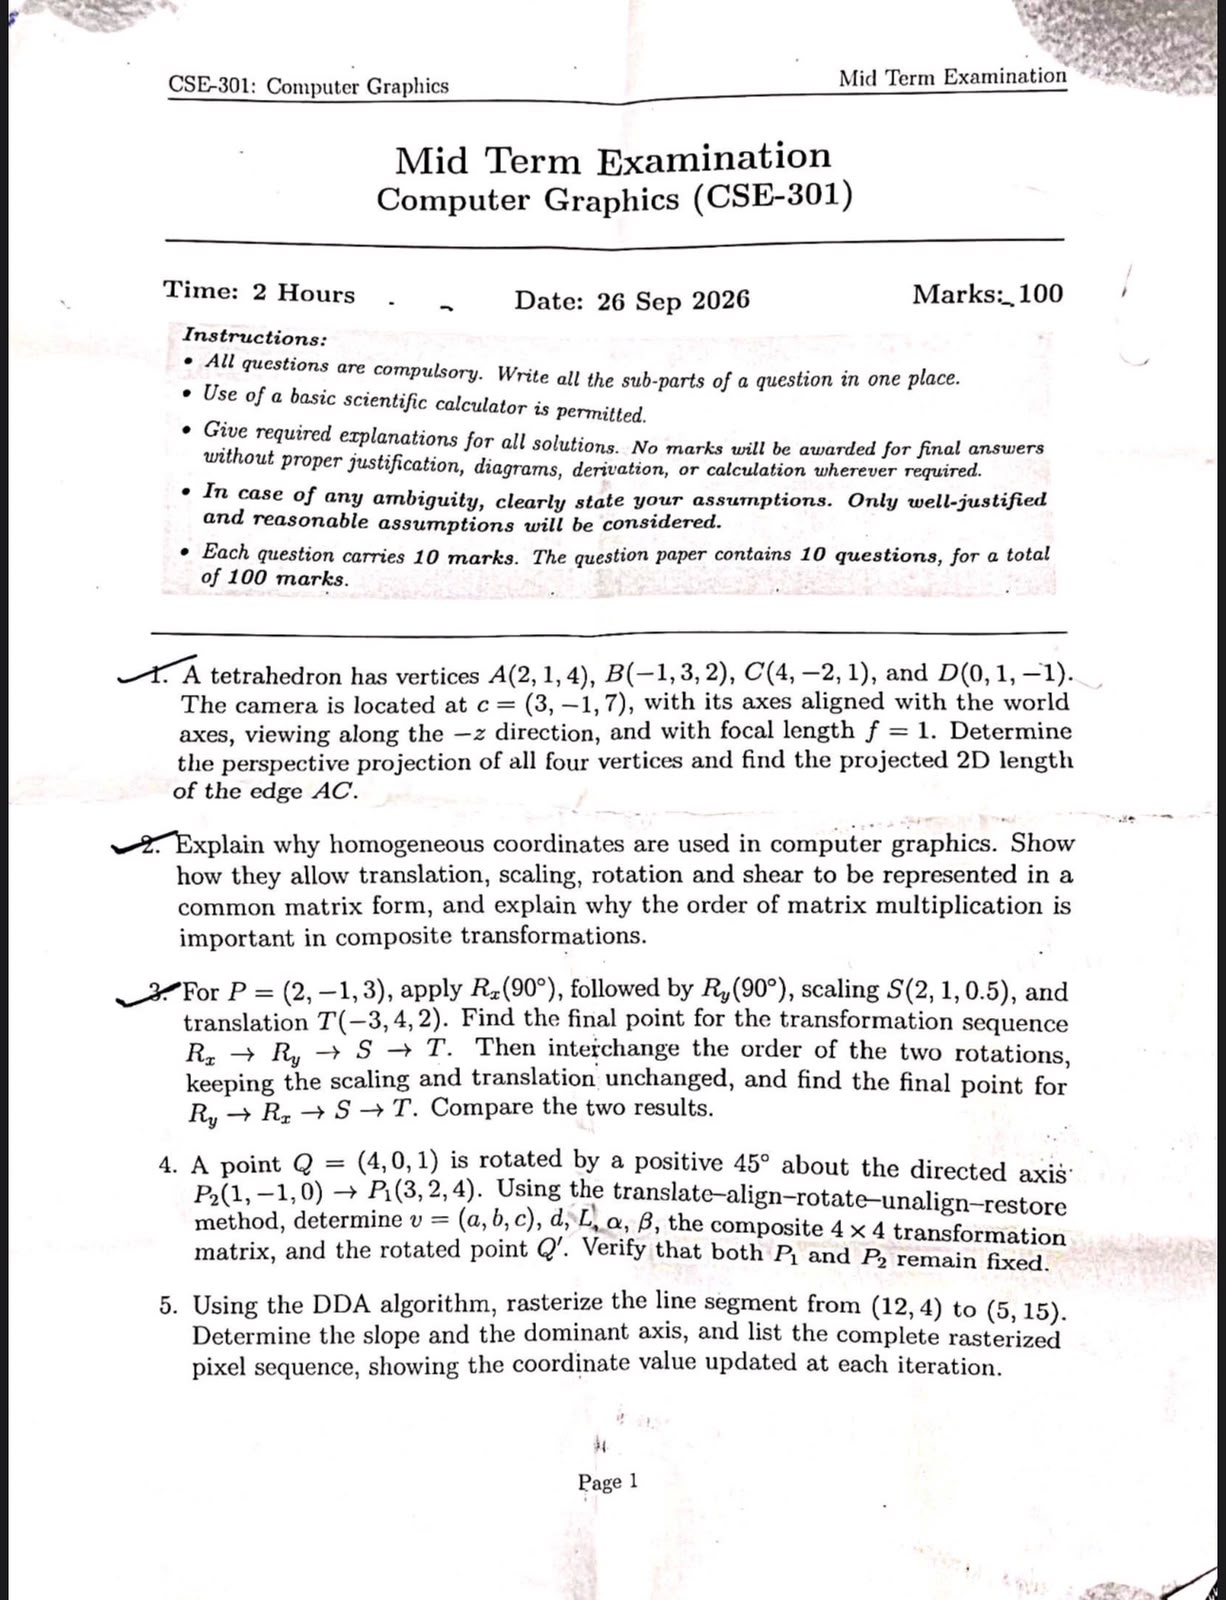 CSE-301: Computer Graphics
Mid Term Examination
Mid Term Examination
Computer Graphics (CSE-301)
Time: 2 Hours
Date: 26 Sep 2026
Marks: 100
Instructions:
• All questions are compulsory. Write all the sub-parts of a question in one place.
• Use of a basic scientific calculator is permitted.
• Give required explanations for all solutions. No marks will be awarded for final answers
without proper justification, diagrams, derivation, or calculation wherever required.
• In case of any ambiguity, clearly state your assumptions. Only well-justified
and reasonable assumptions will be considered.
• Each question carries 10 marks. The question paper contains 10 questions, for a total
of 100 marks.
1. A tetrahedron has vertices A(2, 1, 4), B(−1, 3, 2), C(4, −2, 1), and D(0, 1, −1).
The camera is located at c = (3, −1, 7), with its axes aligned with the world
axes, viewing along the −z direction, and with focal length f = 1. Determine
the perspective projection of all four vertices and find the projected 2D length
of the edge AC.
2. Explain why homogeneous coordinates are used in computer graphics. Show
how they allow translation, scaling, rotation and shear to be represented in a
common matrix form, and explain why the order of matrix multiplication is
important in composite transformations.
3. For P = (2, −1, 3), apply Rₓ(90°), followed by R_y(90°), scaling S(2, 1, 0.5), and
translation T(−3, 4, 2). Find the final point for the transformation sequence
Rₓ → R_y → S → T. Then interchange the order of the two rotations,
keeping the scaling and translation unchanged, and find the final point for
R_y → Rₓ → S → T. Compare the two results.
4. A point Q = (4, 0, 1) is rotated by a positive 45° about the directed axis
P₂(1, −1, 0) → P₁(3, 2, 4). Using the translate–align–rotate–unalign–restore
method, determine v = (a, b, c), d, L, α, β, the composite 4 × 4 transformation
matrix, and the rotated point Q′. Verify that both P₁ and P₂ remain fixed.
5. Using the DDA algorithm, rasterize the line segment from (12, 4) to (5, 15).
Determine the slope and the dominant axis, and list the complete rasterized
pixel sequence, showing the coordinate value updated at each iteration.
Page 1